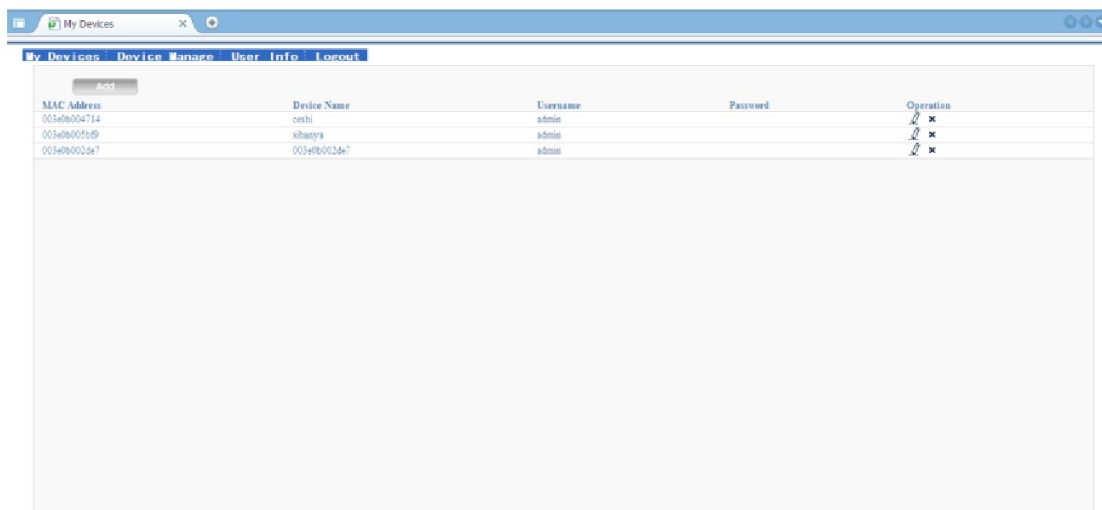 My Devices
My Devices Device Manage User Info Logout
Add
MAC Address Device Name Username Password Operation
003e0b004714 ceshi admin
003e0b005bf9 xibanya admin
003e0b002de7 003e0b002de7 admin